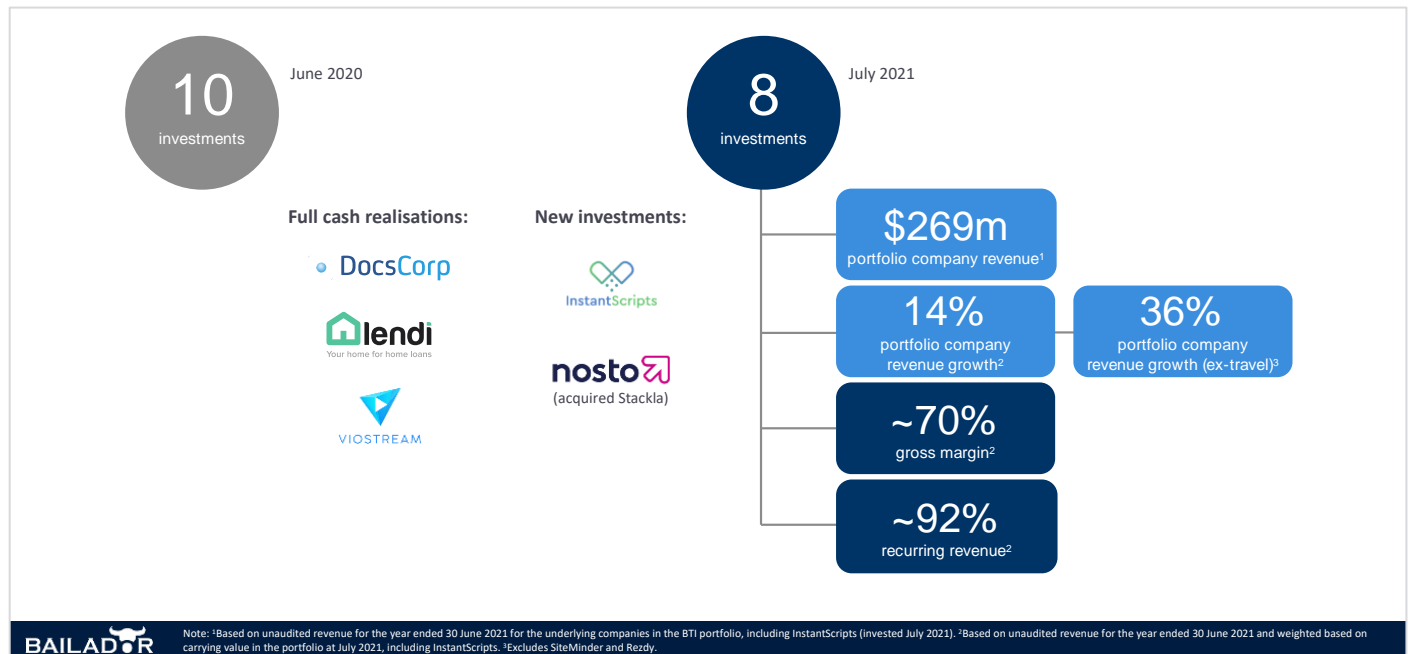 10
investments
June 2020
8
investments
July 2021
Full cash realisations:
DocsCorp
lendi
Your home for home loans
VIOSTREAM
New investments:
InstantScripts
nosto
(acquired Stackla)
$269m
portfolio company revenue¹
14%
portfolio company
revenue growth²
36%
portfolio company
revenue growth (ex-travel)³
~70%
gross margin²
~92%
recurring revenue²
BAILADOR
Note: ¹Based on unaudited revenue for the year ended 30 June 2021 for the underlying companies in the BTI portfolio, including InstantScripts (invested July 2021). ²Based on unaudited revenue for the year ended 30 June 2021 and weighted based on
carrying value in the portfolio at July 2021, including InstantScripts. ³Excludes SiteMinder and Rezdy.